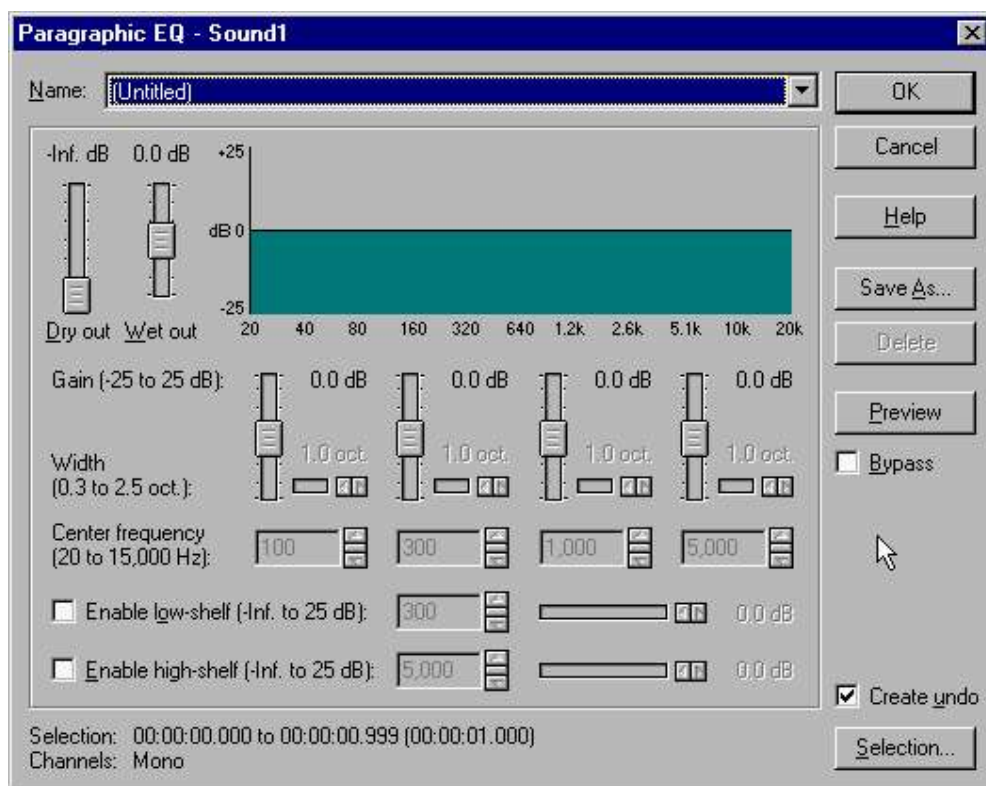 Paragraphic EQ - Sound1
Name: (Untitled)
OK
Cancel
Help
Save As...
Delete
Preview
Bypass
-Inf. dB 0.0 dB +25
dB 0
-25
Dry out Wet out 20 40 80 160 320 640 1.2k 2.6k 5.1k 10k 20k
Gain (-25 to 25 dB): 0.0 dB 0.0 dB 0.0 dB 0.0 dB
Width 1.0 oct. 1.0 oct. 1.0 oct. 1.0 oct.
(0.3 to 2.5 oct.):
Center frequency
(20 to 15,000 Hz): 100 300 1,000 5,000
Enable low-shelf (-Inf. to 25 dB): 300 0.0 dB
Enable high-shelf (-Inf. to 25 dB): 5,000 0.0 dB
Create undo
Selection: 00:00:00.000 to 00:00:00.999 (00:00:01.000)
Channels: Mono
Selection...